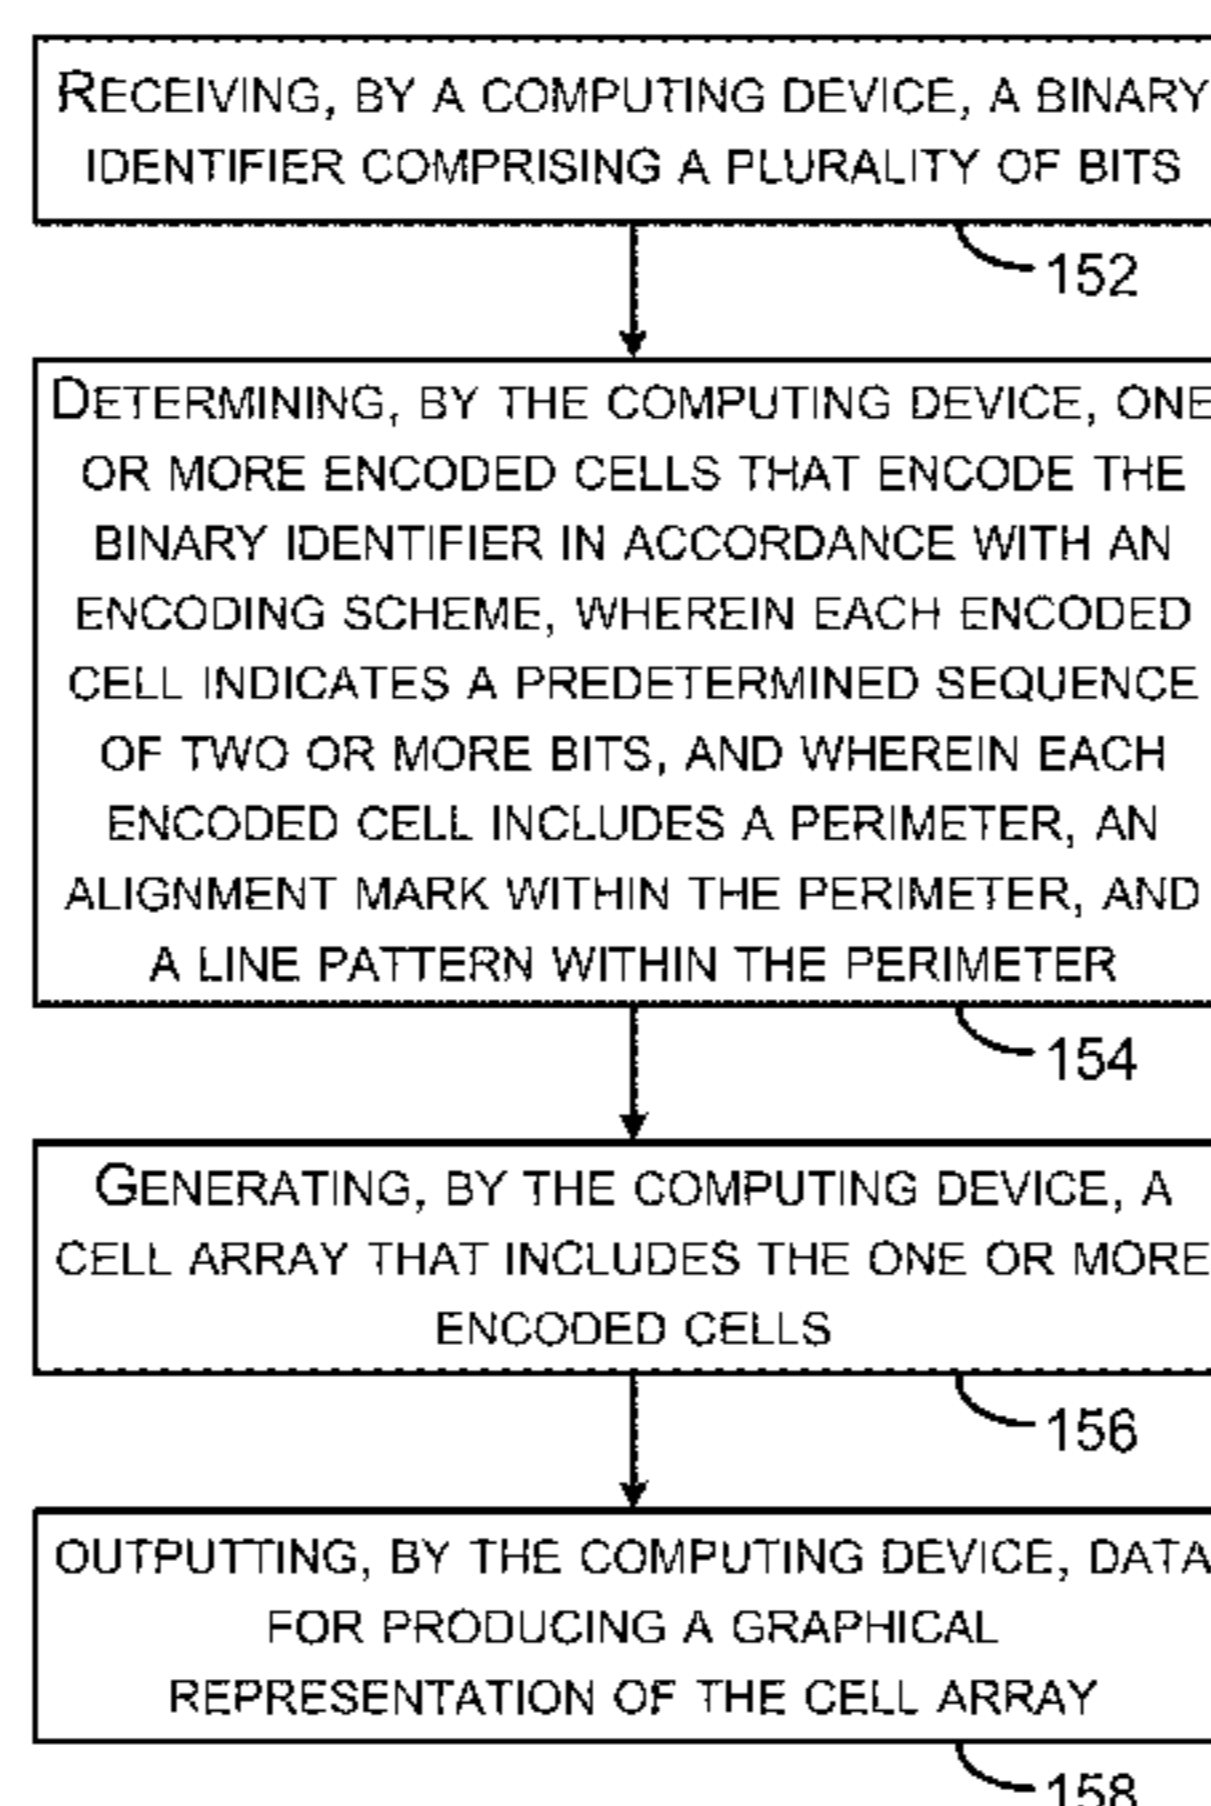 RECEIVING, BY A COMPUTING DEVICE, A BINARY
IDENTIFIER COMPRISING A PLURALITY OF BITS
152
DETERMINING, BY THE COMPUTING DEVICE, ONE
OR MORE ENCODED CELLS THAT ENCODE THE
BINARY IDENTIFIER IN ACCORDANCE WITH AN
ENCODING SCHEME, WHEREIN EACH ENCODED
CELL INDICATES A PREDETERMINED SEQUENCE
OF TWO OR MORE BITS, AND WHEREIN EACH
ENCODED CELL INCLUDES A PERIMETER, AN
ALIGNMENT MARK WITHIN THE PERIMETER, AND
A LINE PATTERN WITHIN THE PERIMETER
154
GENERATING, BY THE COMPUTING DEVICE, A
CELL ARRAY THAT INCLUDES THE ONE OR MORE
ENCODED CELLS
156
OUTPUTTING, BY THE COMPUTING DEVICE, DATA
FOR PRODUCING A GRAPHICAL
REPRESENTATION OF THE CELL ARRAY
158